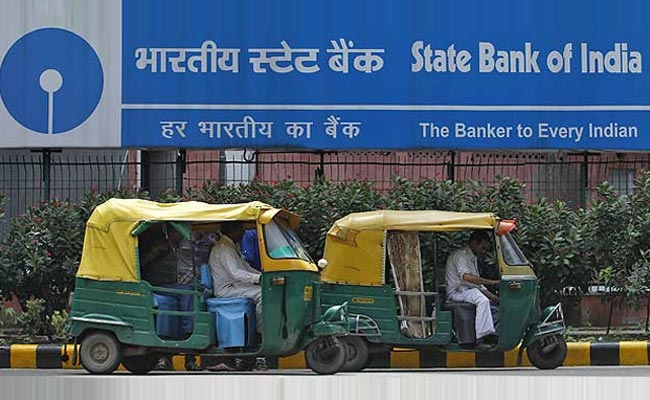 भारतीय स्टेट बैंक
State Bank of India
हर भारतीय का बैंक
The Banker to Every Indian